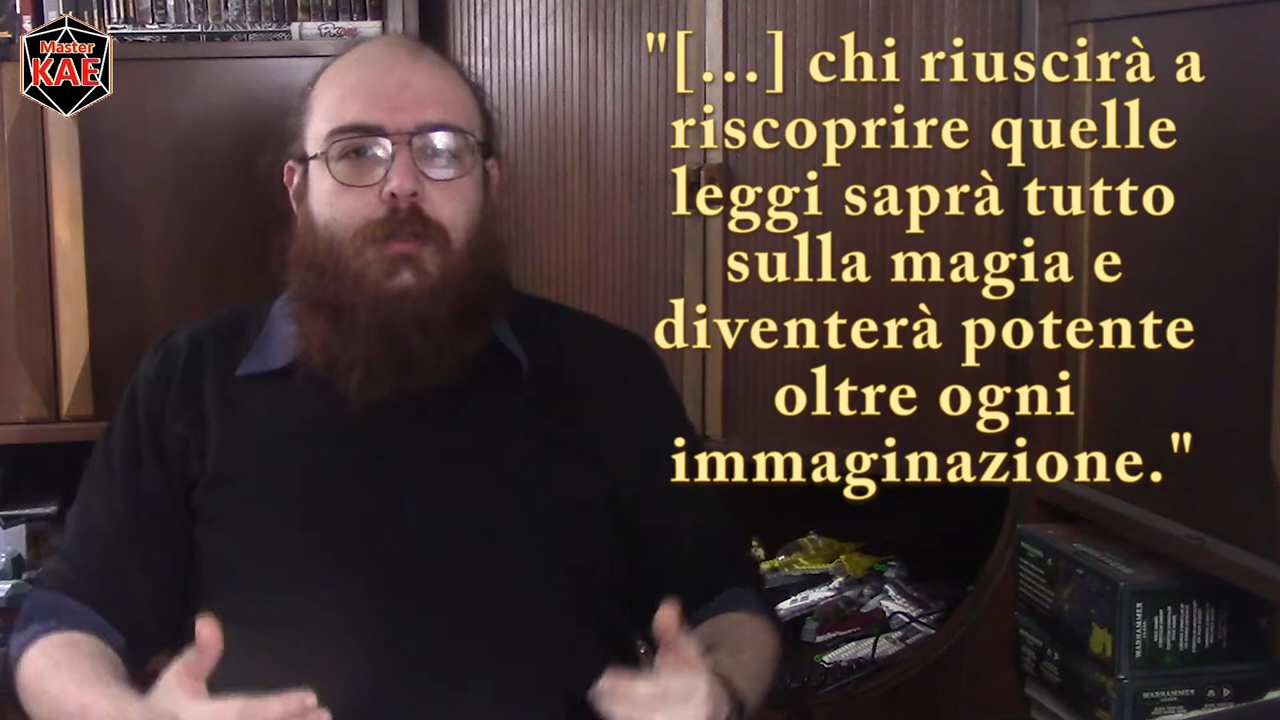 Master
KAE
"[...] chi riuscirà a
riscoprire quelle
leggi saprà tutto
sulla magia e
diventerà potente
oltre ogni
immaginazione."
WARHAMMER
WARHAMMER